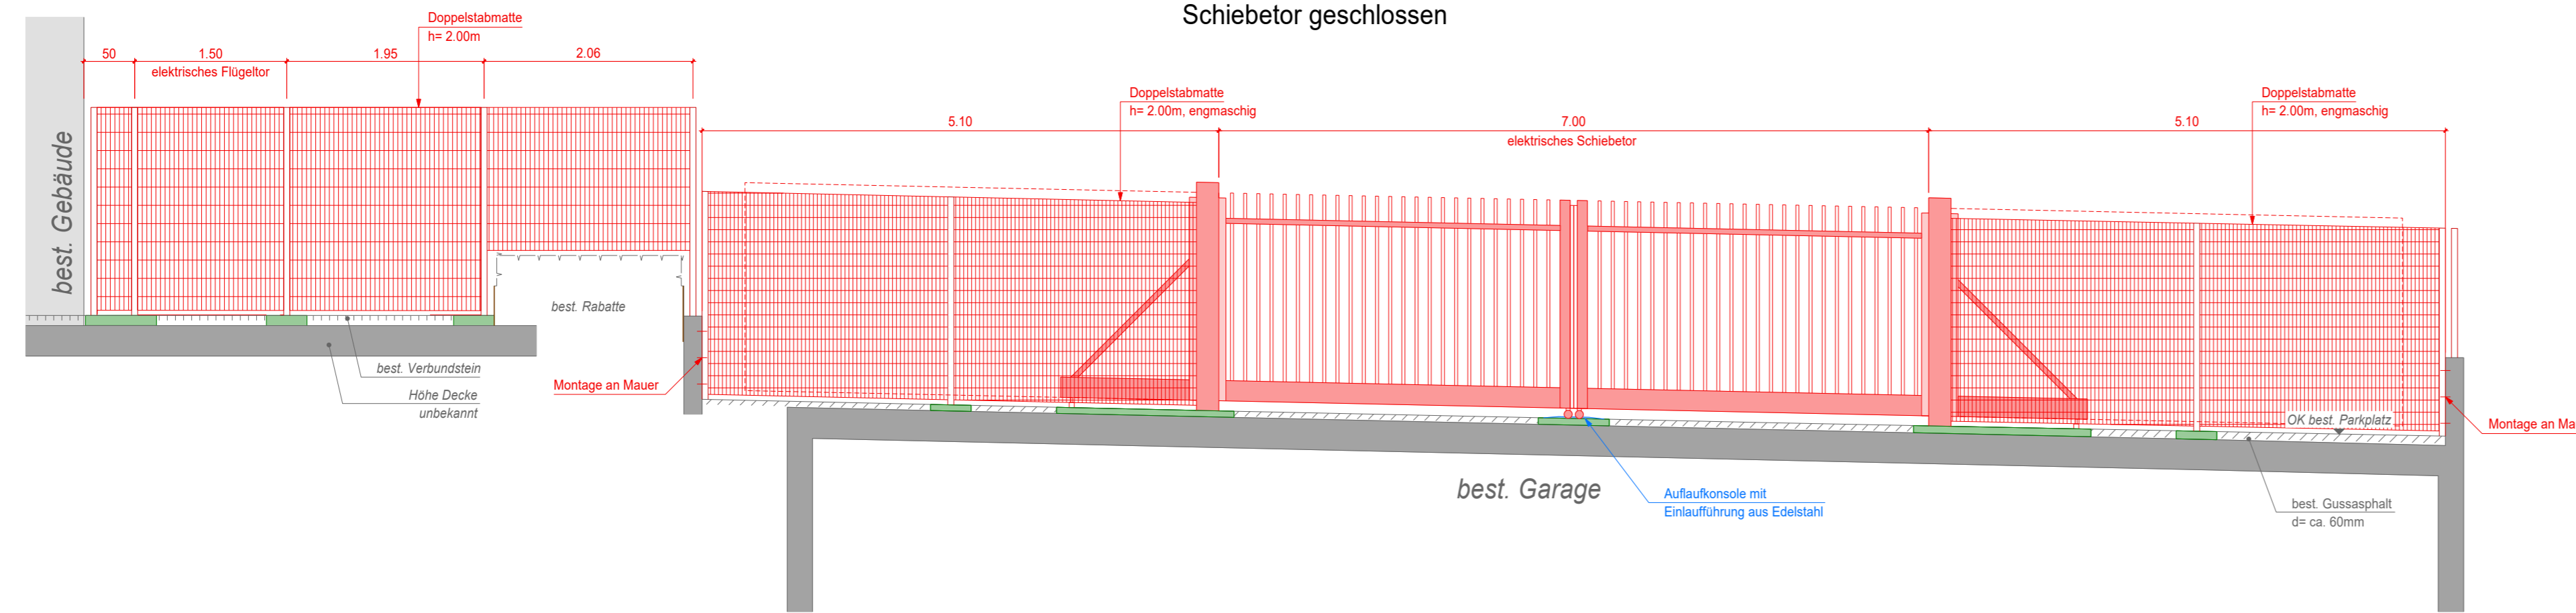 Schiebetor geschlossen
Doppelstabmatte
h= 2.00m
50
1.50
1.95
2.06
elektrisches Flügeltor
best. Gebäude
best. Rabatte
best. Verbundstein
Höhe Decke
unbekannt
Montage an Mauer
Doppelstabmatte
h= 2.00m, engmaschig
5.10
7.00
5.10
elektrisches Schiebetor
Doppelstabmatte
h= 2.00m, engmaschig
OK best. Parkplatz
Montage an Ma
best. Garage
Auflaufkonsole mit
Einlaufführung aus Edelstahl
best. Gussasphalt
d= ca. 60mm